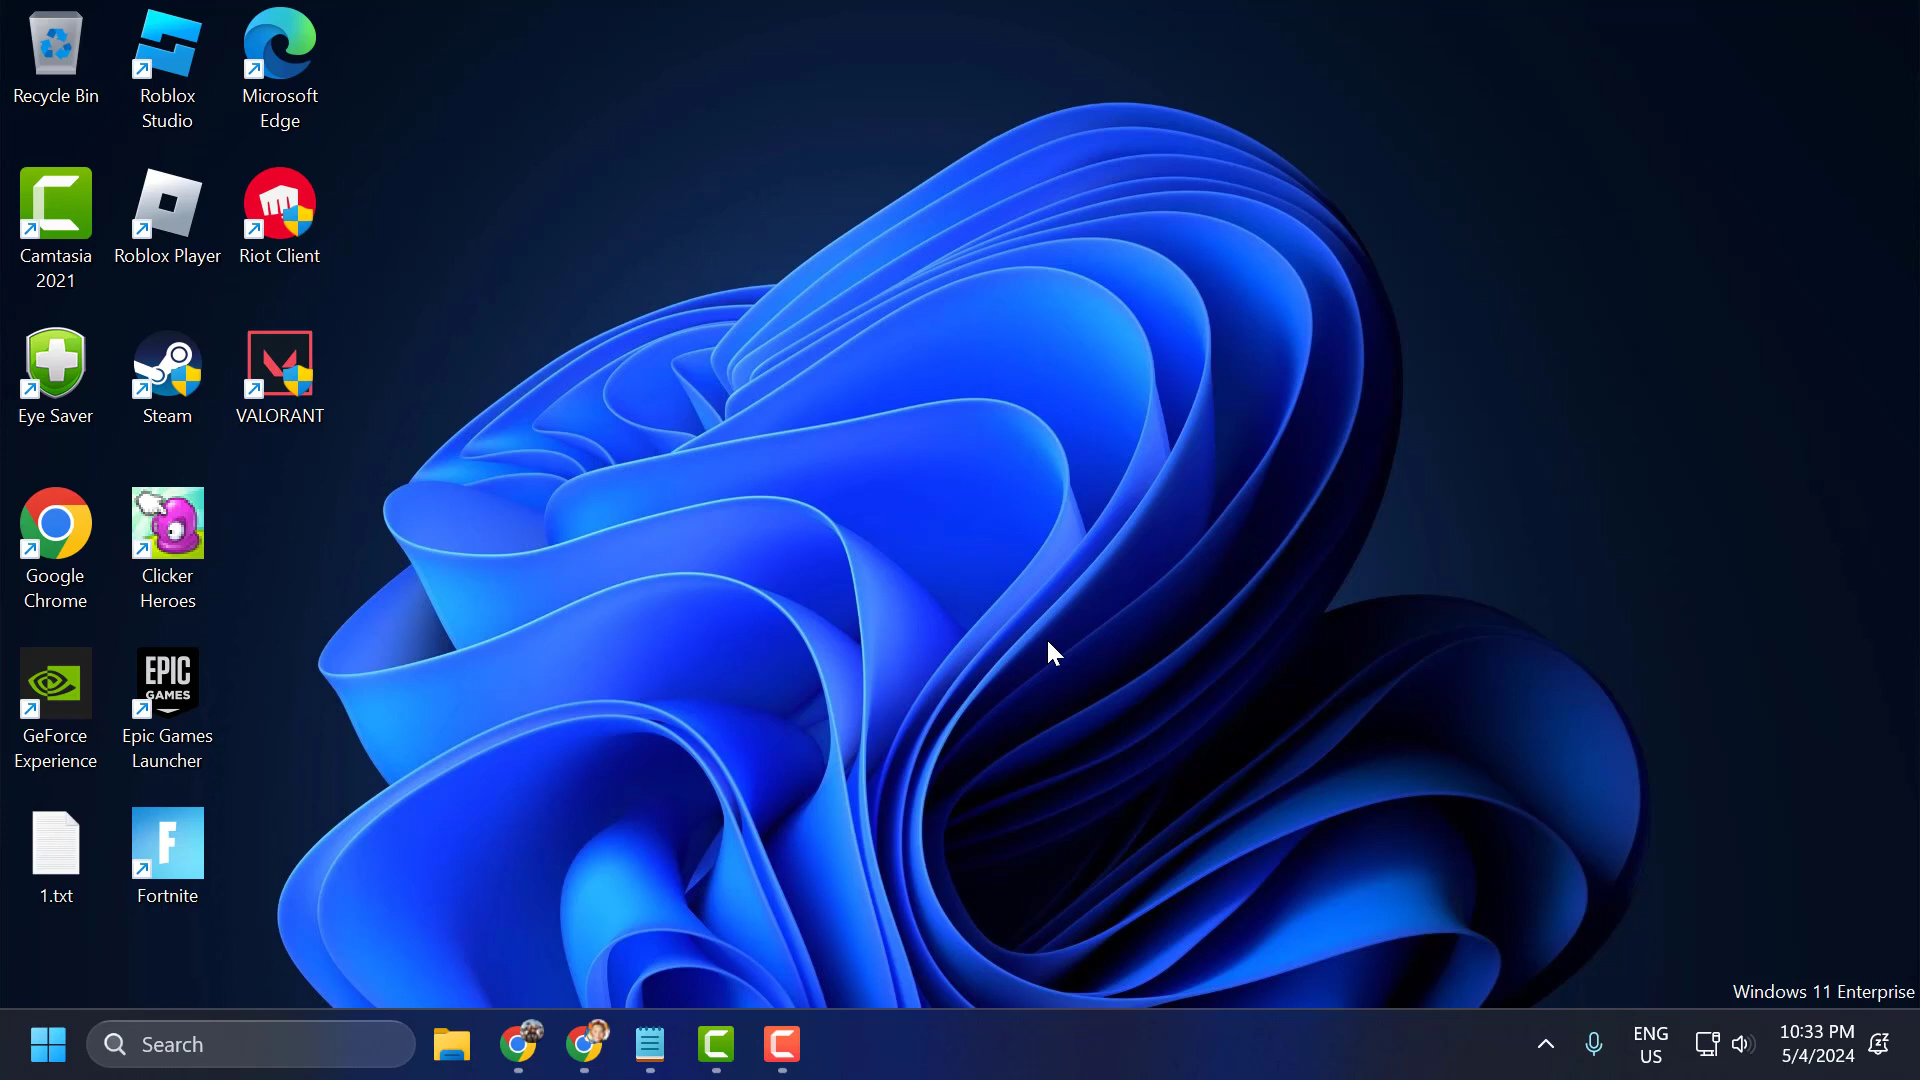 Recycle Bin
Roblox
Studio
Microsoft
Edge
Camtasia
2021
Roblox Player
Riot Client
Eye Saver
Steam
VALORANT
Google
Chrome
Clicker
Heroes
EPIC
GAMES
GeForce
Experience
Epic Games
Launcher
F
1.txt
Fortnite
Windows 11 Enterprise
Search
ENG
US
10:33 PM
5/4/2024